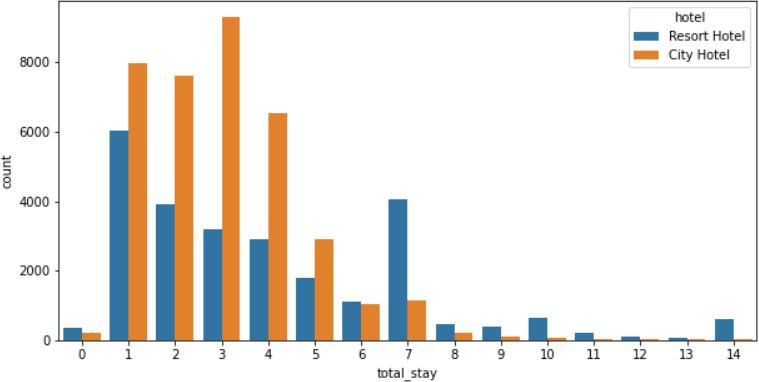 hotel
Resort Hotel
City Hotel
8000
6000
4000
2000
0
count
0 1 2 3 4 5 6 7 8 9 10 11 12 13 14
total_stay